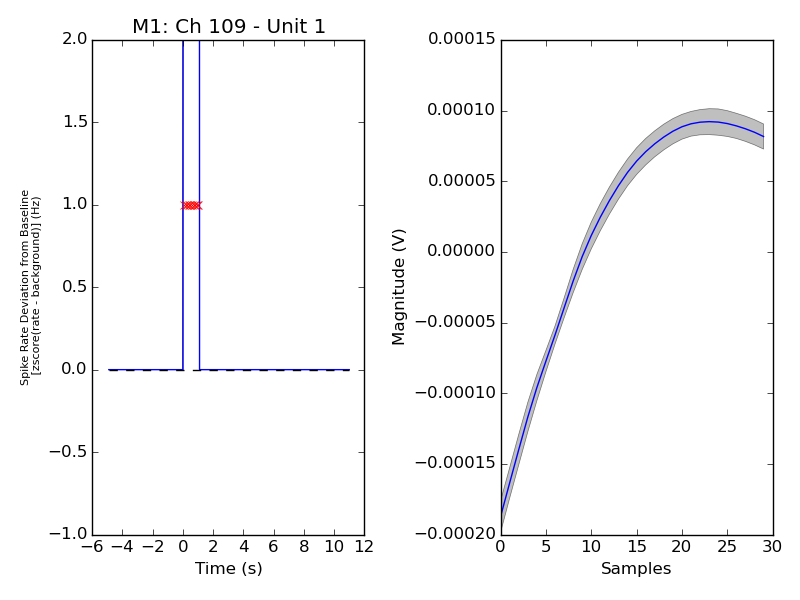 M1: Ch 109 - Unit 1
2.0
1.5
1.0
0.5
0.0
−0.5
−1.0
−6 −4 −2 0 2 4 6 8 10 12
Time (s)
Spike Rate Deviation from Baseline
[zscore(rate - background)] (Hz)
0.00015
0.00010
0.00005
0.00000
−0.00005
−0.00010
−0.00015
−0.00020
0 5 10 15 20 25 30
Samples
Magnitude (V)